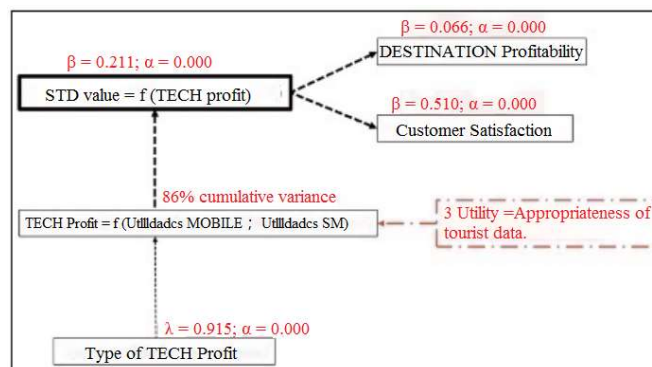 β = 0.211; α = 0.000
β = 0.066; α = 0.000
DESTINATION Profitability
STD value = f (TECH profit)
β = 0.510; α = 0.000
Customer Satisfaction
86% cumulative variance
TECH Profit = f (Utllldadcs MOBILE ; Utllldadcs SM)
3 Utility =Appropriateness of
tourist data.
λ = 0.915; α = 0.000
Type of TECH Profit